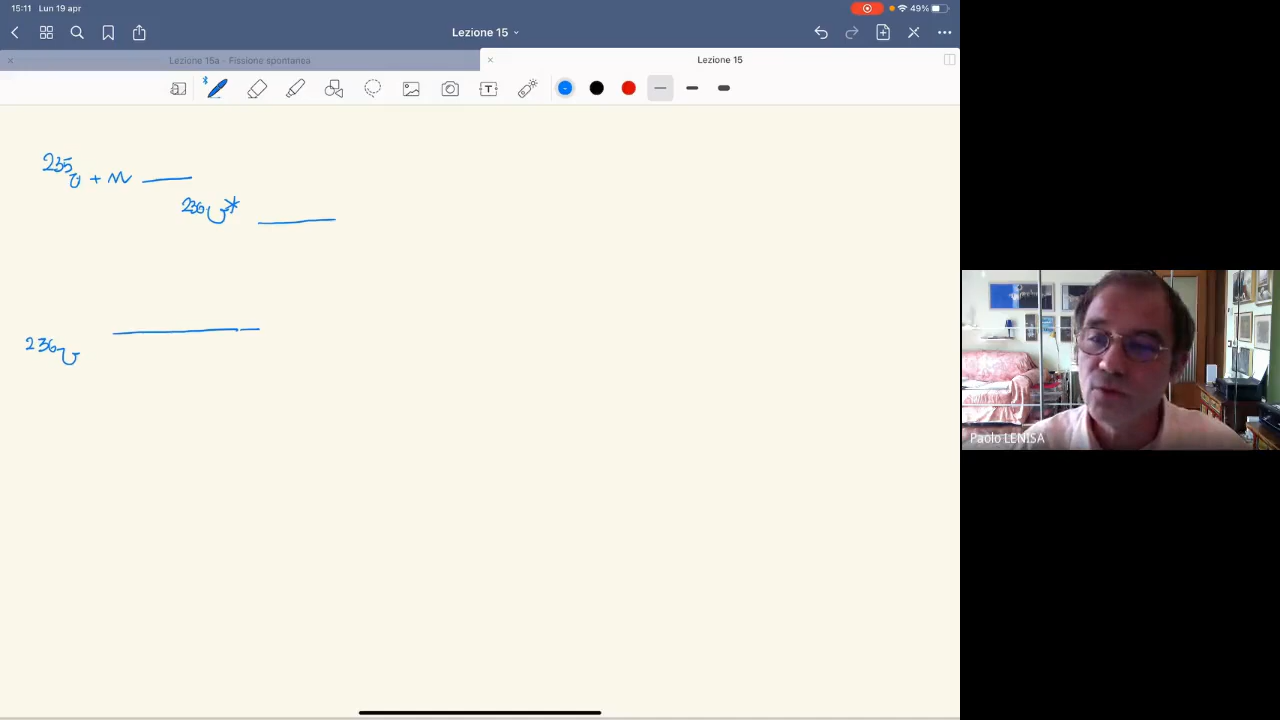 15:11 Lun 19 apr
49%
Lezione 15
Lezione 15a - Fissione spontanea
Lezione 15
T
235U + n
236U*
236U
Paolo LENISA